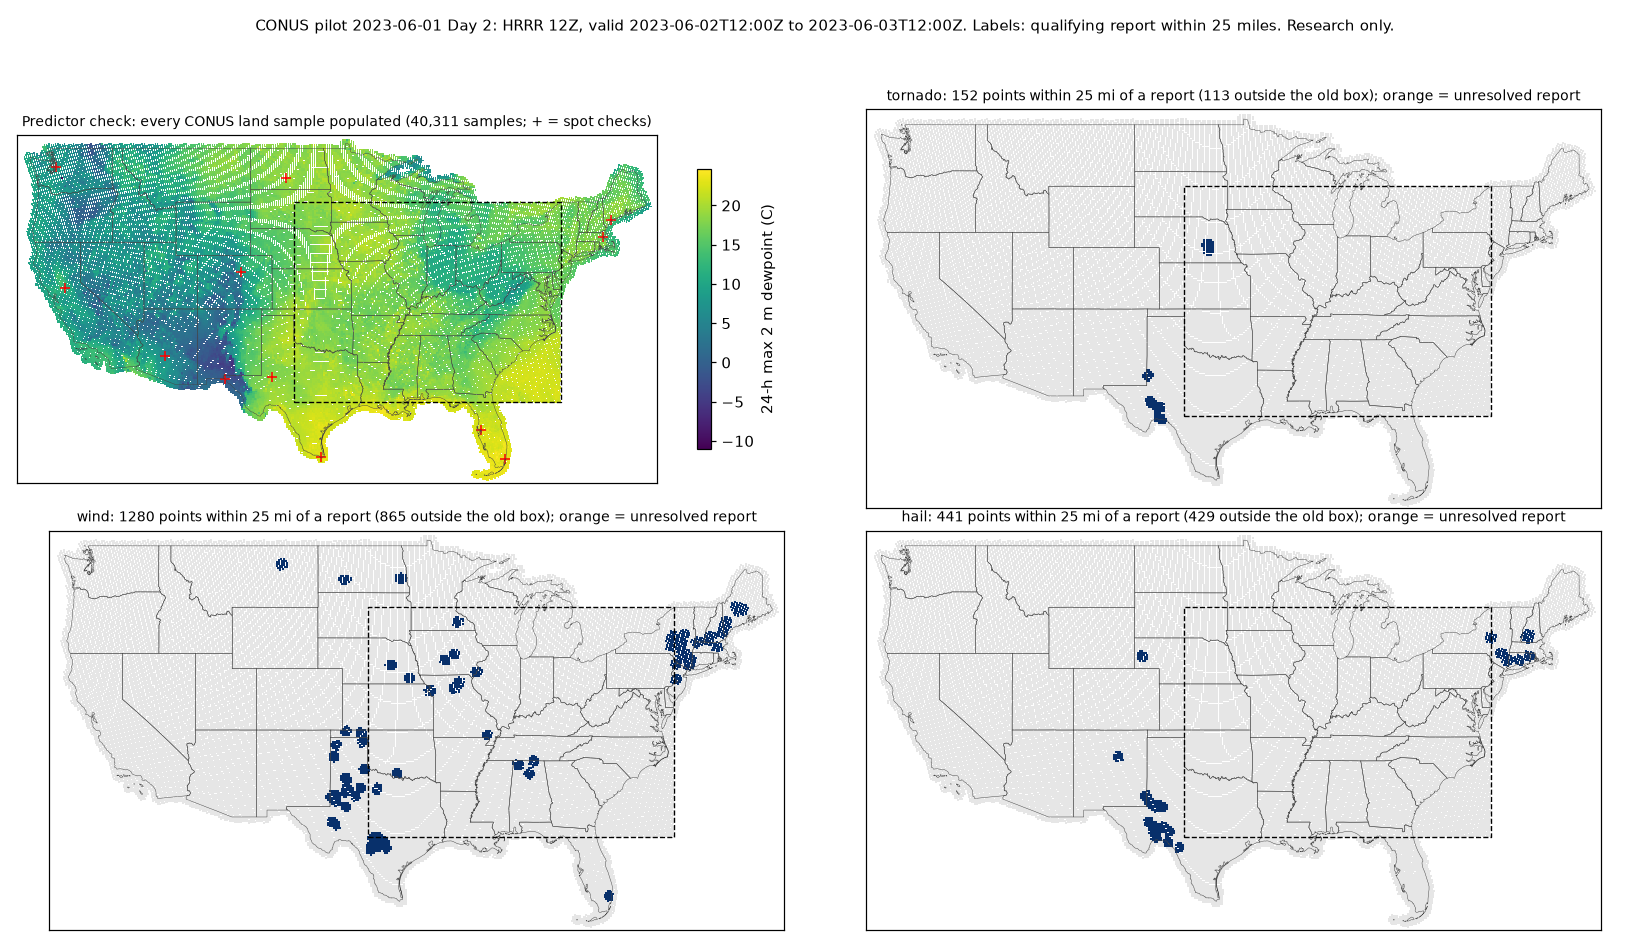 CONUS pilot 2023-06-01 Day 2: HRRR 12Z, valid 2023-06-02T12:00Z to 2023-06-03T12:00Z. Labels: qualifying report within 25 miles. Research only.
Predictor check: every CONUS land sample populated (40,311 samples; + = spot checks)
20
15
10
5
0
−5
−10
24-h max 2 m dewpoint (C)
tornado: 152 points within 25 mi of a report (113 outside the old box); orange = unresolved report
wind: 1280 points within 25 mi of a report (865 outside the old box); orange = unresolved report
hail: 441 points within 25 mi of a report (429 outside the old box); orange = unresolved report